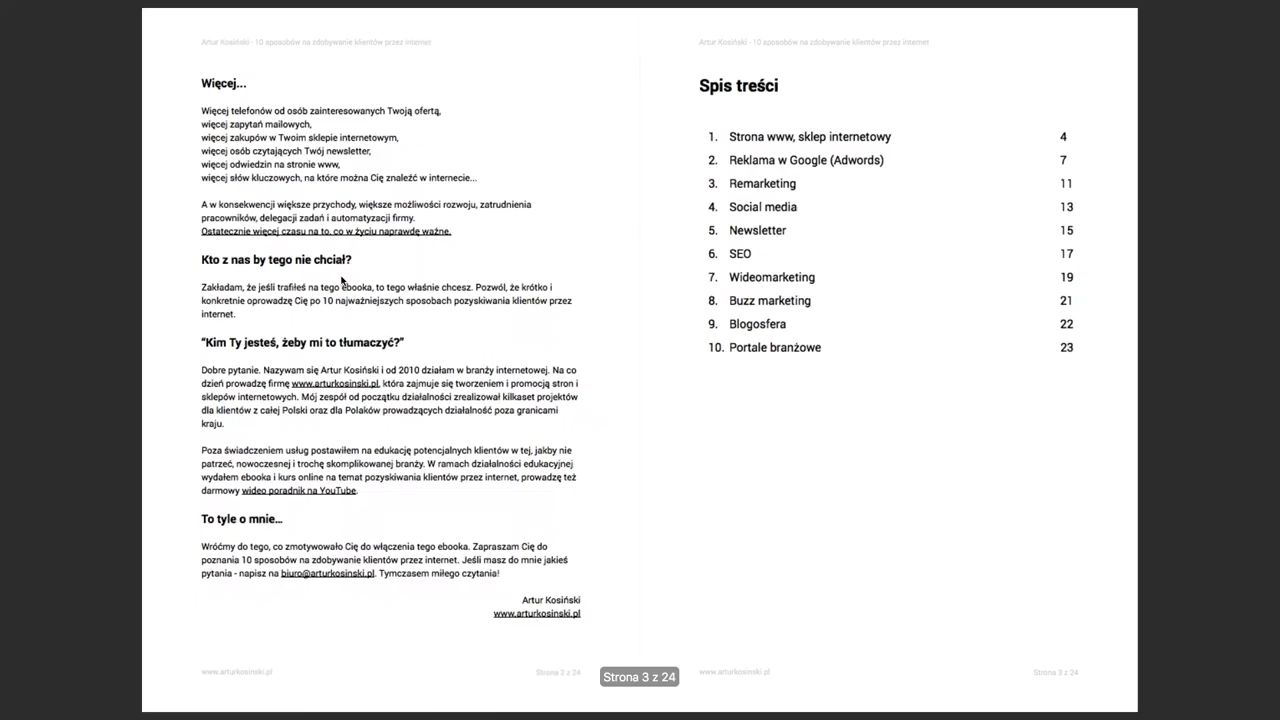 Artur Kosiński - 10 sposobów na zdobywanie klientów przez internet
Więcej...
Więcej telefonów od osób zainteresowanych Twoją ofertą,
więcej zapytań mailowych,
więcej zakupów w Twoim sklepie internetowym,
więcej osób czytających Twój newsletter,
więcej odwiedzin na stronie www,
więcej słów kluczowych, na które można Cię znaleźć w internecie...
A w konsekwencji większe przychody, większe możliwości rozwoju, zatrudnienia
pracowników, delegacji zadań i automatyzacji firmy.
Ostatecznie więcej czasu na to, co w życiu naprawdę ważne.
Kto z nas by tego nie chciał?
Zakładam, że jeśli trafiłeś na tego ebooka, to tego właśnie chcesz. Pozwól, że krótko i
konkretnie oprowadzę Cię po 10 najważniejszych sposobach pozyskiwania klientów przez
internet.
“Kim Ty jesteś, żeby mi to tłumaczyć?”
Dobre pytanie. Nazywam się Artur Kosiński i od 2010 działam w branży internetowej. Na co
dzień prowadzę firmę www.arturkosinski.pl, która zajmuje się tworzeniem i promocją stron i
sklepów internetowych. Mój zespół od początku działalności zrealizował kilkaset projektów
dla klientów z całej Polski oraz dla Polaków prowadzących działalność poza granicami
kraju.
Poza świadczeniem usług postawiłem na edukację potencjalnych klientów w tej, jakby nie
patrzeć, nowoczesnej i trochę skomplikowanej branży. W ramach działalności edukacyjnej
wydałem ebooka i kurs online na temat pozyskiwania klientów przez internet, prowadzę też
darmowy wideo poradnik na YouTube.
To tyle o mnie...
Wróćmy do tego, co zmotywowało Cię do włączenia tego ebooka. Zapraszam Cię do
poznania 10 sposobów na zdobywanie klientów przez internet. Jeśli masz do mnie jakieś
pytania - napisz na biuro@arturkosinski.pl. Tymczasem miłego czytania!
Artur Kosiński
www.arturkosinski.pl
www.arturkosinski.pl Strona 3 z 24
Artur Kosiński - 10 sposobów na zdobywanie klientów przez internet
Spis treści
1. Strona www, sklep internetowy 4
2. Reklama w Google (Adwords) 7
3. Remarketing 11
4. Social media 13
5. Newsletter 15
6. SEO 17
7. Wideomarketing 19
8. Buzz marketing 21
9. Blogosfera 22
10. Portale branżowe 23
www.arturkosinski.pl Strona 3 z 24
Strona 3 z 24